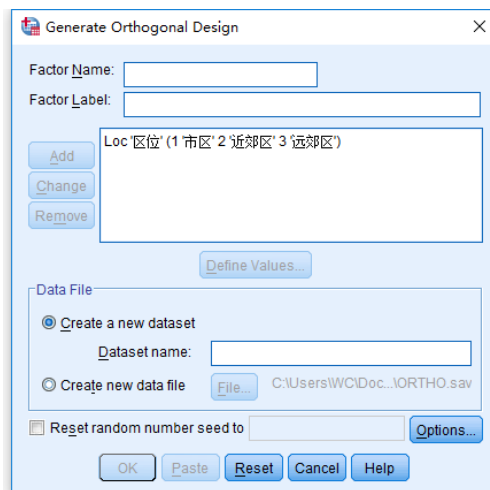 Generate Orthogonal Design
Factor Name:
Factor Label:
Loc '区位' (1 '市区' 2 '近郊区' 3 '远郊区')
Add
Change
Remove
Define Values...
Data File
Create a new dataset
Dataset name:
Create new data file
File...
C:\Users\WC\Doc...\ORTHO.sav
Reset random number seed to
Options...
OK
Paste
Reset
Cancel
Help